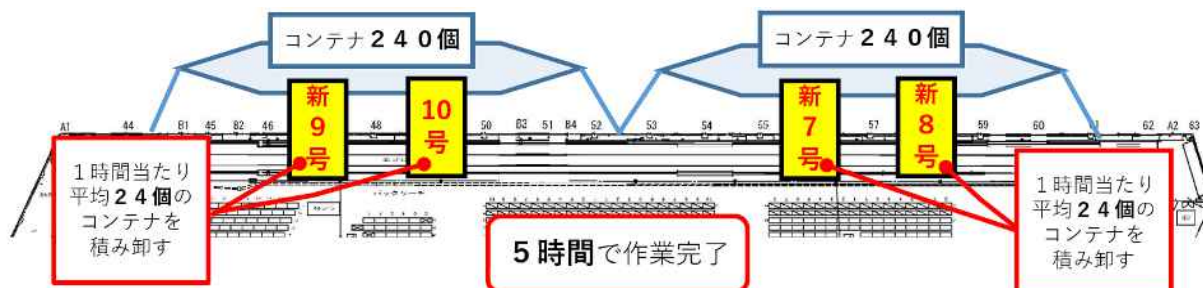 コンテナ２４０個
コンテナ２４０個
新９号
10号
新７号
新８号
A1
44
B1
45
B2
46
48
50
B3
51
B4
52
53
54
55
57
59
60
62
A2
63
１時間当たり
平均２４個の
コンテナを
積み卸す
５時間で作業完了
１時間当たり
平均２４個の
コンテナを
積み卸す